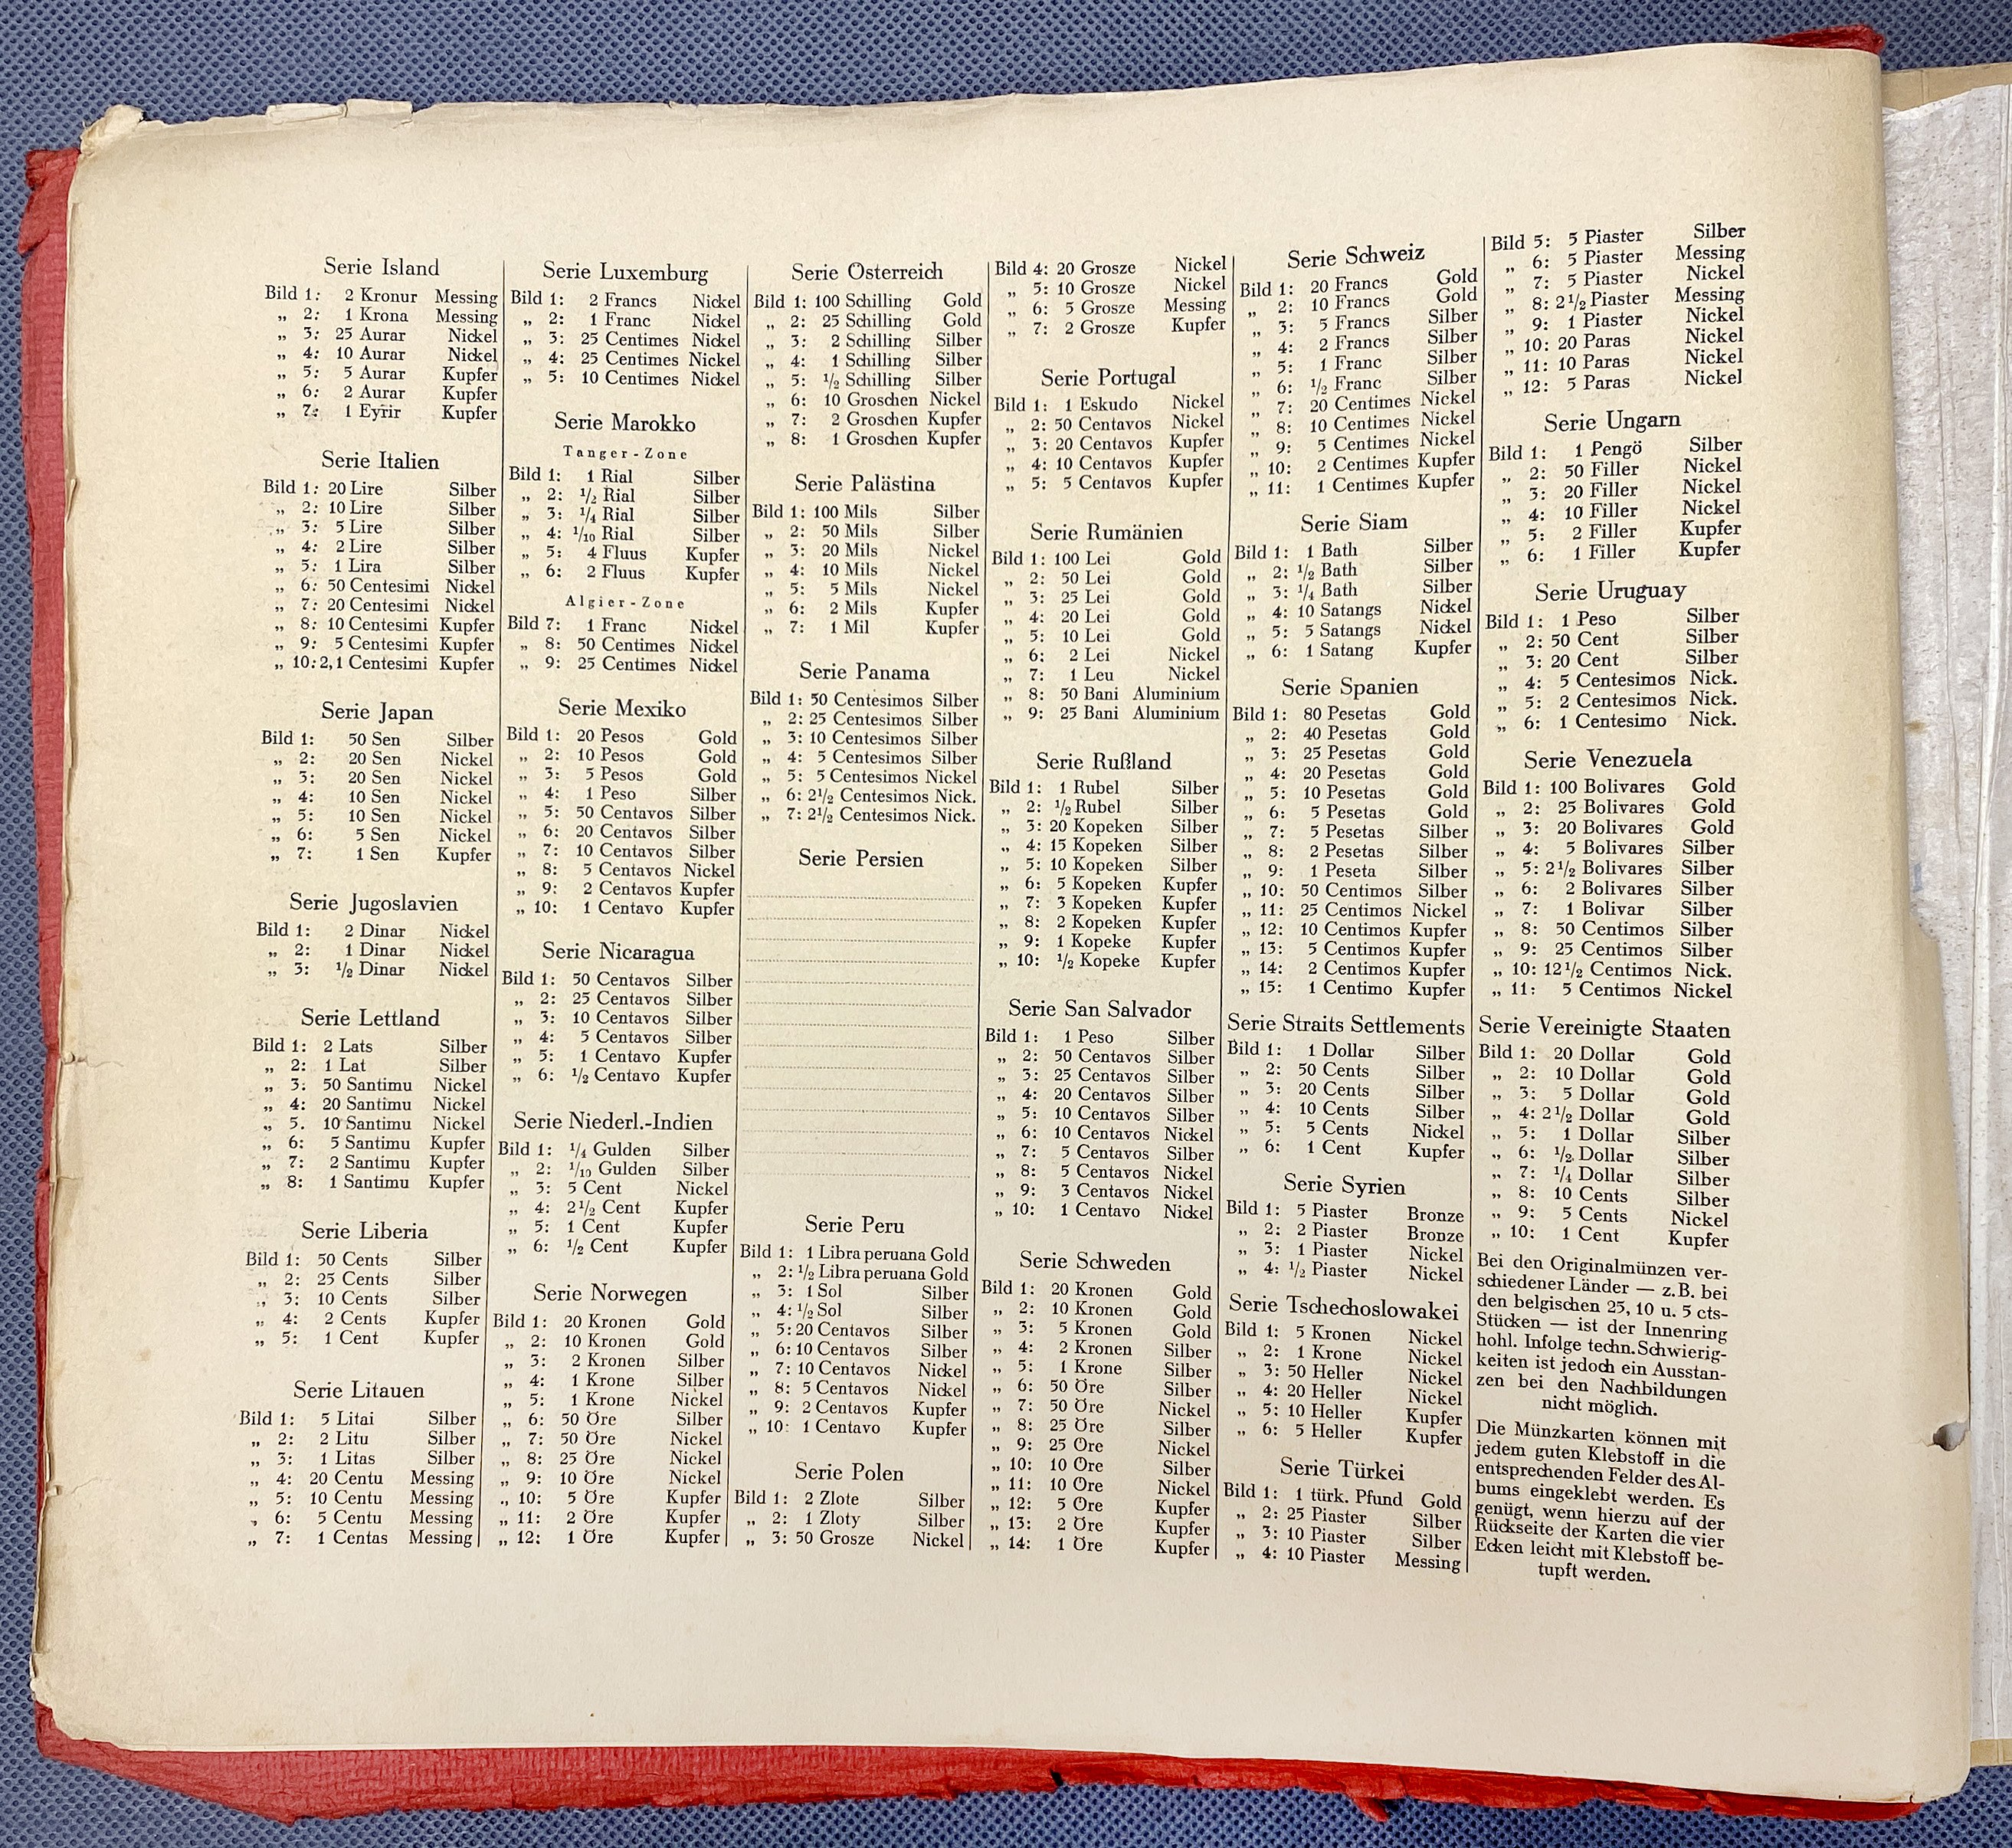 Serie Island
Bild 1: 2 Kronur Messing
„ 2: 1 Krona Messing
„ 3: 25 Aurar Nickel
„ 4: 10 Aurar Nickel
„ 5: 5 Aurar Kupfer
„ 6: 2 Aurar Kupfer
„ 7: 1 Eyrir Kupfer
Serie Italien
Bild 1: 20 Lire Silber
„ 2: 10 Lire Silber
„ 3: 5 Lire Silber
„ 4: 2 Lire Silber
„ 5: 1 Lira Silber
„ 6: 50 Centesimi Nickel
„ 7: 20 Centesimi Nickel
„ 8: 10 Centesimi Kupfer
„ 9: 5 Centesimi Kupfer
„ 10: 2,1 Centesimi Kupfer
Serie Japan
Bild 1: 50 Sen Silber
„ 2: 20 Sen Nickel
„ 3: 20 Sen Nickel
„ 4: 10 Sen Nickel
„ 5: 10 Sen Nickel
„ 6: 5 Sen Nickel
„ 7: 1 Sen Kupfer
Serie Jugoslavien
Bild 1: 2 Dinar Nickel
„ 2: 1 Dinar Nickel
„ 3: 1/2 Dinar Nickel
Serie Lettland
Bild 1: 2 Lats Silber
„ 2: 1 Lat Silber
„ 3: 50 Santimu Nickel
„ 4: 20 Santimu Nickel
„ 5. 10 Santimu Nickel
„ 6: 5 Santimu Kupfer
„ 7: 2 Santimu Kupfer
„ 8: 1 Santimu Kupfer
Serie Liberia
Bild 1: 50 Cents Silber
„ 2: 25 Cents Silber
„ 3: 10 Cents Silber
„ 4: 2 Cents Kupfer
„ 5: 1 Cent Kupfer
Serie Litauen
Bild 1: 5 Litai Silber
„ 2: 2 Litu Silber
„ 3: 1 Litas Silber
„ 4: 20 Centu Messing
„ 5: 10 Centu Messing
„ 6: 5 Centu Messing
„ 7: 1 Centas Messing
Serie Luxemburg
Bild 1: 2 Francs Nickel
„ 2: 1 Franc Nickel
„ 3: 25 Centimes Nickel
„ 4: 25 Centimes Nickel
„ 5: 10 Centimes Nickel
Serie Marokko
Tanger-Zone
Bild 1: 1 Rial Silber
„ 2: 1/2 Rial Silber
„ 3: 1/4 Rial Silber
„ 4: 1/10 Rial Silber
„ 5: 4 Fluus Kupfer
„ 6: 2 Fluus Kupfer
Algier-Zone
Bild 7: 1 Franc Nickel
„ 8: 50 Centimes Nickel
„ 9: 25 Centimes Nickel
Serie Mexiko
Bild 1: 20 Pesos Gold
„ 2: 10 Pesos Gold
„ 3: 5 Pesos Gold
„ 4: 1 Peso Silber
„ 5: 50 Centavos Silber
„ 6: 20 Centavos Silber
„ 7: 10 Centavos Silber
„ 8: 5 Centavos Nickel
„ 9: 2 Centavos Kupfer
„ 10: 1 Centavo Kupfer
Serie Nicaragua
Bild 1: 50 Centavos Silber
„ 2: 25 Centavos Silber
„ 3: 10 Centavos Silber
„ 4: 5 Centavos Silber
„ 5: 1 Centavo Kupfer
„ 6: 1/2 Centavo Kupfer
Serie Niederl.-Indien
Bild 1: 1/4 Gulden Silber
„ 2: 1/10 Gulden Silber
„ 3: 5 Cent Nickel
„ 4: 2 1/2 Cent Kupfer
„ 5: 1 Cent Kupfer
„ 6: 1/2 Cent Kupfer
Serie Norwegen
Bild 1: 20 Kronen Gold
„ 2: 10 Kronen Gold
„ 3: 2 Kronen Silber
„ 4: 1 Krone Silber
„ 5: 1 Krone Nickel
„ 6: 50 Öre Silber
„ 7: 50 Öre Nickel
„ 8: 25 Öre Nickel
„ 9: 10 Öre Nickel
„ 10: 5 Öre Kupfer
„ 11: 2 Öre Kupfer
„ 12: 1 Öre Kupfer
Serie Österreich
Bild 1: 100 Schilling Gold
„ 2: 25 Schilling Gold
„ 3: 2 Schilling Silber
„ 4: 1 Schilling Silber
„ 5: 1/2 Schilling Silber
„ 6: 10 Groschen Nickel
„ 7: 2 Groschen Kupfer
„ 8: 1 Groschen Kupfer
Serie Palästina
Bild 1: 100 Mils Silber
„ 2: 50 Mils Silber
„ 3: 20 Mils Nickel
„ 4: 10 Mils Nickel
„ 5: 5 Mils Nickel
„ 6: 2 Mils Kupfer
„ 7: 1 Mil Kupfer
Serie Panama
Bild 1: 50 Centesimos Silber
„ 2: 25 Centesimos Silber
„ 3: 10 Centesimos Silber
„ 4: 5 Centesimos Silber
„ 5: 5 Centesimos Nickel
„ 6: 2 1/2 Centesimos Nick.
„ 7: 2 1/2 Centesimos Nick.
Serie Persien
Serie Peru
Bild 1: 1 Libra peruana Gold
„ 2: 1/2 Libra peruana Gold
„ 3: 1 Sol Silber
„ 4: 1/2 Sol Silber
„ 5: 20 Centavos Silber
„ 6: 10 Centavos Silber
„ 7: 10 Centavos Nickel
„ 8: 5 Centavos Nickel
„ 9: 2 Centavos Kupfer
„ 10: 1 Centavo Kupfer
Serie Polen
Bild 1: 2 Zlote Silber
„ 2: 1 Zloty Silber
„ 3: 50 Grosze Nickel
Bild 4: 20 Grosze Nickel
„ 5: 10 Grosze Nickel
„ 6: 5 Grosze Messing
„ 7: 2 Grosze Kupfer
Serie Portugal
Bild 1: 1 Eskudo Nickel
„ 2: 50 Centavos Nickel
„ 3: 20 Centavos Kupfer
„ 4: 10 Centavos Kupfer
„ 5: 5 Centavos Kupfer
Serie Rumänien
Bild 1: 100 Lei Gold
„ 2: 50 Lei Gold
„ 3: 25 Lei Gold
„ 4: 20 Lei Gold
„ 5: 10 Lei Gold
„ 6: 2 Lei Nickel
„ 7: 1 Leu Nickel
„ 8: 50 Bani Aluminium
„ 9: 25 Bani Aluminium
Serie Rußland
Bild 1: 1 Rubel Silber
„ 2: 1/2 Rubel Silber
„ 3: 20 Kopeken Silber
„ 4: 15 Kopeken Silber
„ 5: 10 Kopeken Silber
„ 6: 5 Kopeken Kupfer
„ 7: 3 Kopeken Kupfer
„ 8: 2 Kopeken Kupfer
„ 9: 1 Kopeke Kupfer
„ 10: 1/2 Kopeke Kupfer
Serie San Salvador
Bild 1: 1 Peso Silber
„ 2: 50 Centavos Silber
„ 3: 25 Centavos Silber
„ 4: 20 Centavos Silber
„ 5: 10 Centavos Silber
„ 6: 10 Centavos Nickel
„ 7: 5 Centavos Silber
„ 8: 5 Centavos Nickel
„ 9: 3 Centavos Nickel
„ 10: 1 Centavo Nickel
Serie Schweden
Bild 1: 20 Kronen Gold
„ 2: 10 Kronen Gold
„ 3: 5 Kronen Gold
„ 4: 2 Kronen Silber
„ 5: 1 Krone Silber
„ 6: 50 Öre Silber
„ 7: 50 Öre Nickel
„ 8: 25 Öre Silber
„ 9: 25 Öre Nickel
„ 10: 10 Öre Silber
„ 11: 10 Öre Nickel
„ 12: 5 Öre Kupfer
„ 13: 2 Öre Kupfer
„ 14: 1 Öre Kupfer
Serie Schweiz
Bild 1: 20 Francs Gold
„ 2: 10 Francs Gold
„ 3: 5 Francs Silber
„ 4: 2 Francs Silber
„ 5: 1 Franc Silber
„ 6: 1/2 Franc Silber
„ 7: 20 Centimes Nickel
„ 8: 10 Centimes Nickel
„ 9: 5 Centimes Nickel
„ 10: 2 Centimes Kupfer
„ 11: 1 Centimes Kupfer
Serie Siam
Bild 1: 1 Bath Silber
„ 2: 1/2 Bath Silber
„ 3: 1/4 Bath Silber
„ 4: 10 Satangs Nickel
„ 5: 5 Satangs Nickel
„ 6: 1 Satang Kupfer
Serie Spanien
Bild 1: 80 Pesetas Gold
„ 2: 40 Pesetas Gold
„ 3: 25 Pesetas Gold
„ 4: 20 Pesetas Gold
„ 5: 10 Pesetas Gold
„ 6: 5 Pesetas Gold
„ 7: 5 Pesetas Silber
„ 8: 2 Pesetas Silber
„ 9: 1 Peseta Silber
„ 10: 50 Centimos Silber
„ 11: 25 Centimos Nickel
„ 12: 10 Centimos Kupfer
„ 13: 5 Centimos Kupfer
„ 14: 2 Centimos Kupfer
„ 15: 1 Centimo Kupfer
Serie Straits Settlements
Bild 1: 1 Dollar Silber
„ 2: 50 Cents Silber
„ 3: 20 Cents Silber
„ 4: 10 Cents Silber
„ 5: 5 Cents Nickel
„ 6: 1 Cent Kupfer
Serie Syrien
Bild 1: 5 Piaster Bronze
„ 2: 2 Piaster Bronze
„ 3: 1 Piaster Nickel
„ 4: 1/2 Piaster Nickel
Serie Tschechoslowakei
Bild 1: 5 Kronen Nickel
„ 2: 1 Krone Nickel
„ 3: 50 Heller Nickel
„ 4: 20 Heller Nickel
„ 5: 10 Heller Kupfer
„ 6: 5 Heller Kupfer
Serie Türkei
Bild 1: 1 türk. Pfund Gold
„ 2: 25 Piaster Silber
„ 3: 10 Piaster Silber
„ 4: 10 Piaster Messing
Bild 5: 5 Piaster Silber
„ 6: 5 Piaster Messing
„ 7: 5 Piaster Nickel
„ 8: 2 1/2 Piaster Messing
„ 9: 1 Piaster Nickel
„ 10: 20 Paras Nickel
„ 11: 10 Paras Nickel
„ 12: 5 Paras Nickel
Serie Ungarn
Bild 1: 1 Pengö Silber
„ 2: 50 Filler Nickel
„ 3: 20 Filler Nickel
„ 4: 10 Filler Nickel
„ 5: 2 Filler Kupfer
„ 6: 1 Filler Kupfer
Serie Uruguay
Bild 1: 1 Peso Silber
„ 2: 50 Cent Silber
„ 3: 20 Cent Silber
„ 4: 5 Centesimos Nick.
„ 5: 2 Centesimos Nick.
„ 6: 1 Centesimo Nick.
Serie Venezuela
Bild 1: 100 Bolivares Gold
„ 2: 25 Bolivares Gold
„ 3: 20 Bolivares Gold
„ 4: 5 Bolivares Silber
„ 5: 2 1/2 Bolivares Silber
„ 6: 2 Bolivares Silber
„ 7: 1 Bolivar Silber
„ 8: 50 Centimos Silber
„ 9: 25 Centimos Silber
„ 10: 12 1/2 Centimos Nick.
„ 11: 5 Centimos Nickel
Serie Vereinigte Staaten
Bild 1: 20 Dollar Gold
„ 2: 10 Dollar Gold
„ 3: 5 Dollar Gold
„ 4: 2 1/2 Dollar Gold
„ 5: 1 Dollar Silber
„ 6: 1/2 Dollar Silber
„ 7: 1/4 Dollar Silber
„ 8: 10 Cents Silber
„ 9: 5 Cents Nickel
„ 10: 1 Cent Kupfer
Bei den Originalmünzen ver-
schiedener Länder — z.B. bei
den belgischen 25, 10 u. 5 cts-
Stücken — ist der Innenring
hohl. Infolge techn. Schwierig-
keiten ist jedoch ein Ausstan-
zen bei den Nachbildungen
nicht möglich.
Die Münzkarten können mit
jedem guten Klebstoff in die
entsprechenden Felder des Al-
bums eingeklebt werden. Es
genügt, wenn hierzu auf der
Rückseite der Karten die vier
Ecken leicht mit Klebstoff be-
tupft werden.